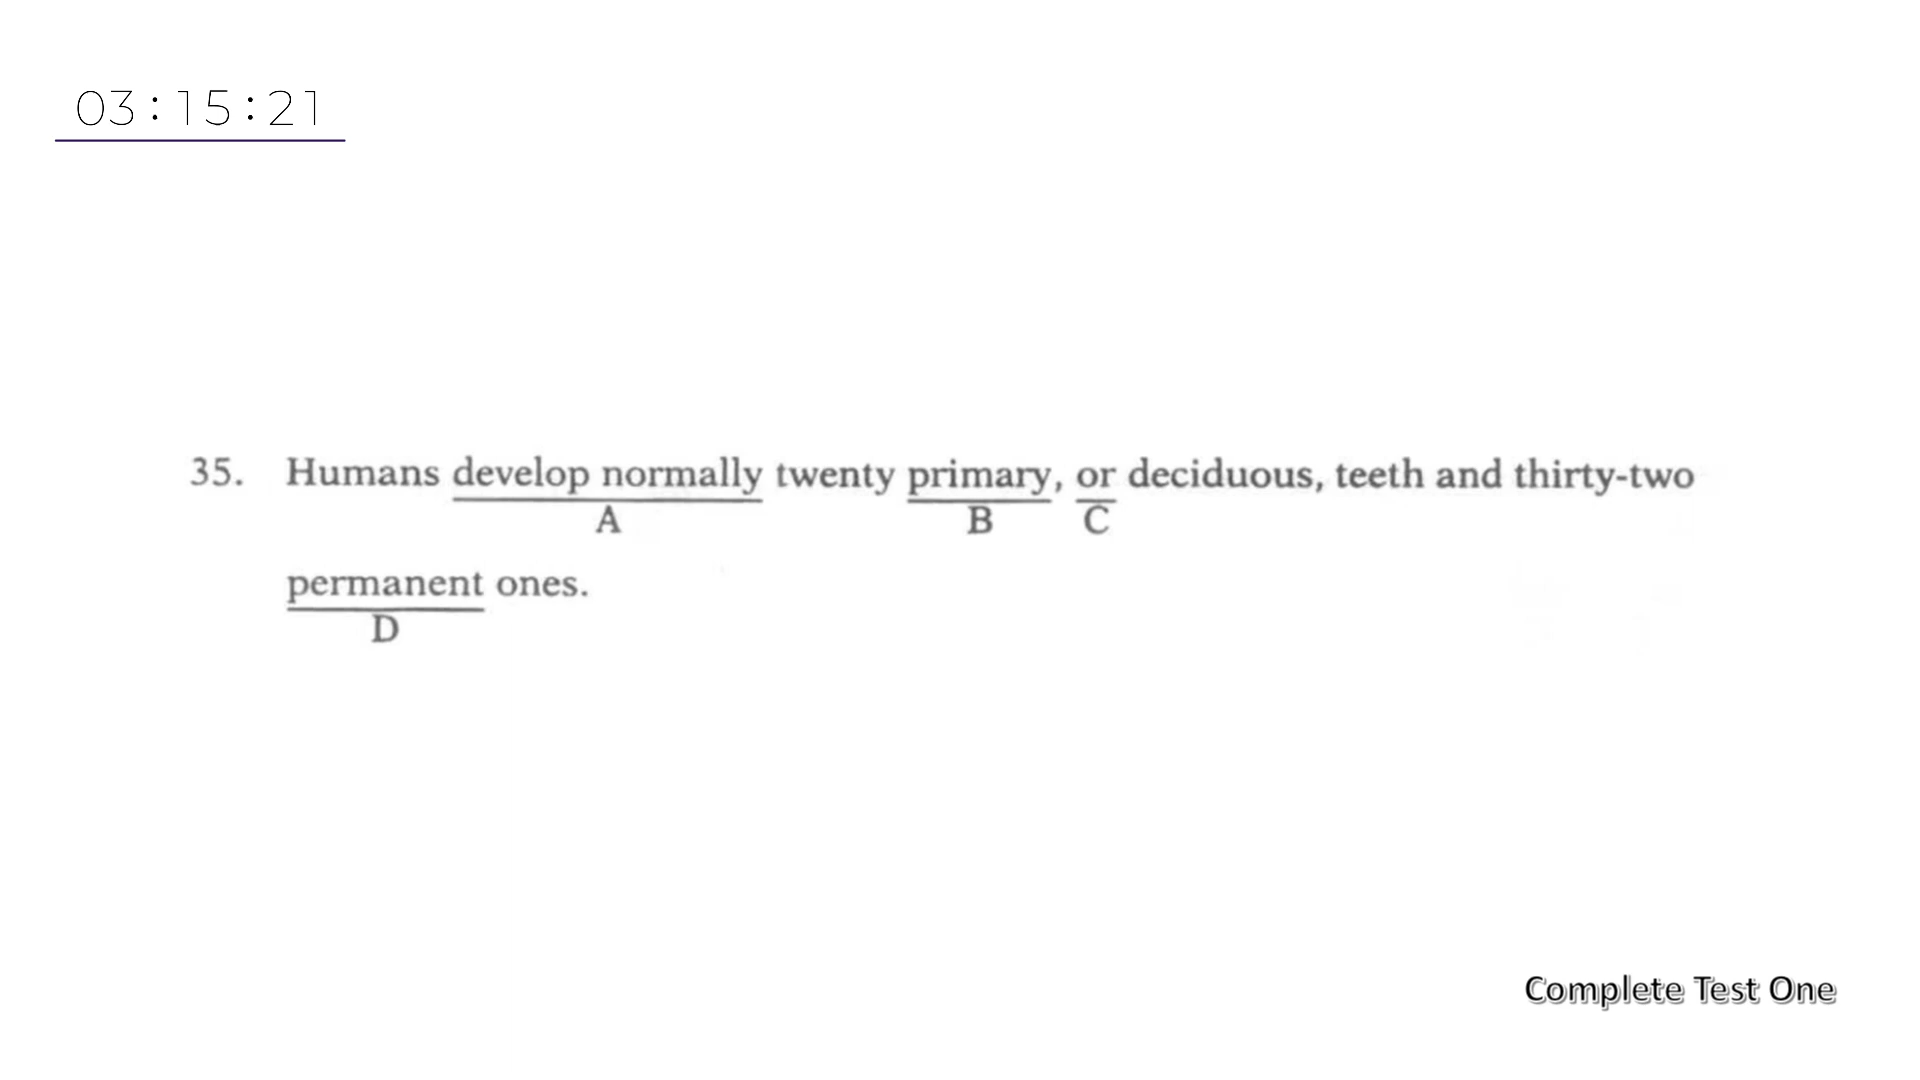 03:15:21
35. Humans develop normally twenty primary, or deciduous, teeth and thirty-two
A B C
permanent ones.
D
Complete Test One